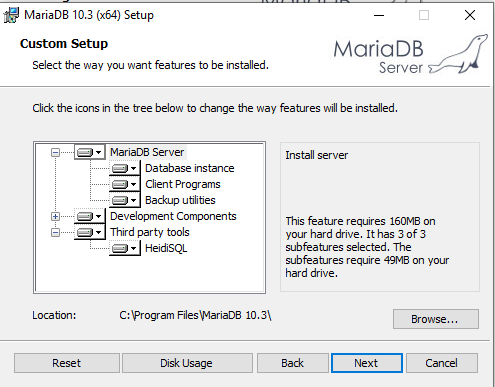 MariaDB 10.3 (x64) Setup
Custom Setup
Select the way you want features to be installed.
MariaDB
Server
Click the icons in the tree below to change the way features will be installed.
MariaDB Server
Database instance
Client Programs
Backup utilities
Development Components
Third party tools
HeidiSQL
Install server
This feature requires 160MB on
your hard drive. It has 3 of 3
subfeatures selected. The
subfeatures require 49MB on your
hard drive.
Location: C:\Program Files\MariaDB 10.3\
Browse...
Reset Disk Usage Back Next Cancel